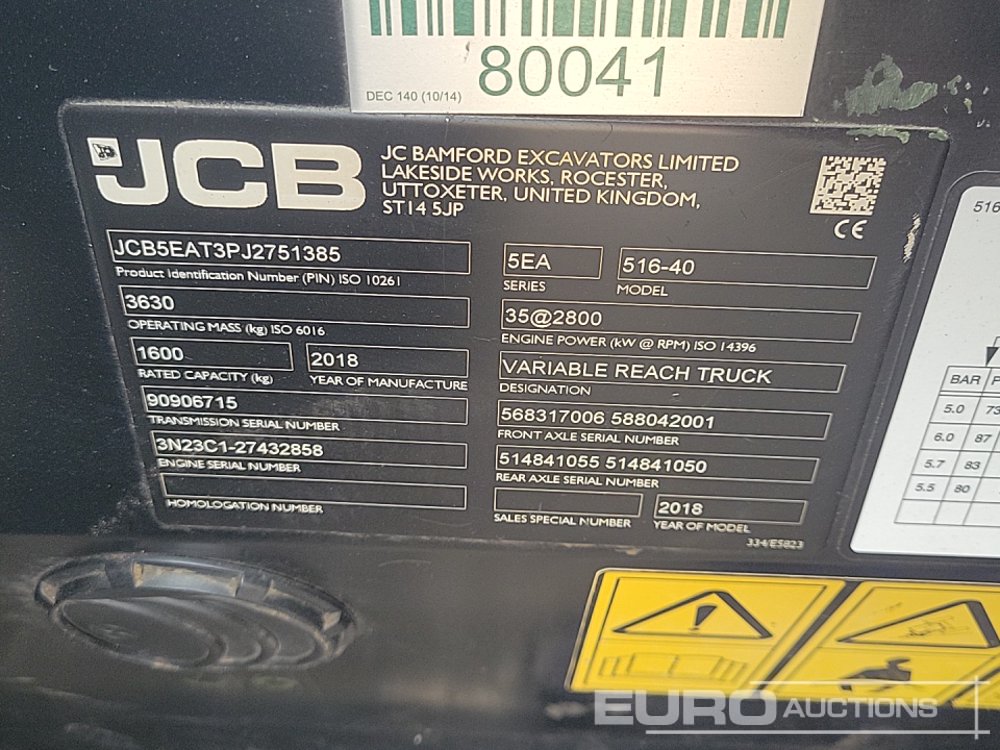 80041
DEC 140 (10/14)
JCB
JC BAMFORD EXCAVATORS LIMITED
LAKESIDE WORKS, ROCESTER,
UTTOXETER, UNITED KINGDOM,
ST14 5JP
CE
JCB5EAT3PJ2751385
Product Identification Number (PIN) ISO 10261
3630
OPERATING MASS (kg) ISO 6016
1600
RATED CAPACITY (kg)
2018
YEAR OF MANUFACTURE
90906715
TRANSMISSION SERIAL NUMBER
3N23C1-27432858
ENGINE SERIAL NUMBER
HOMOLOGATION NUMBER
5EA
SERIES
516-40
MODEL
35@2800
ENGINE POWER (kW @ RPM) ISO 14396
VARIABLE REACH TRUCK
DESIGNATION
568317006 588042001
FRONT AXLE SERIAL NUMBER
514841055 514841050
REAR AXLE SERIAL NUMBER
SALES SPECIAL NUMBER
2018
YEAR OF MODEL
334/E5823
516
BAR P
5.0 73
6.0 87
5.7 83
5.5 80
EURO AUCTIONS